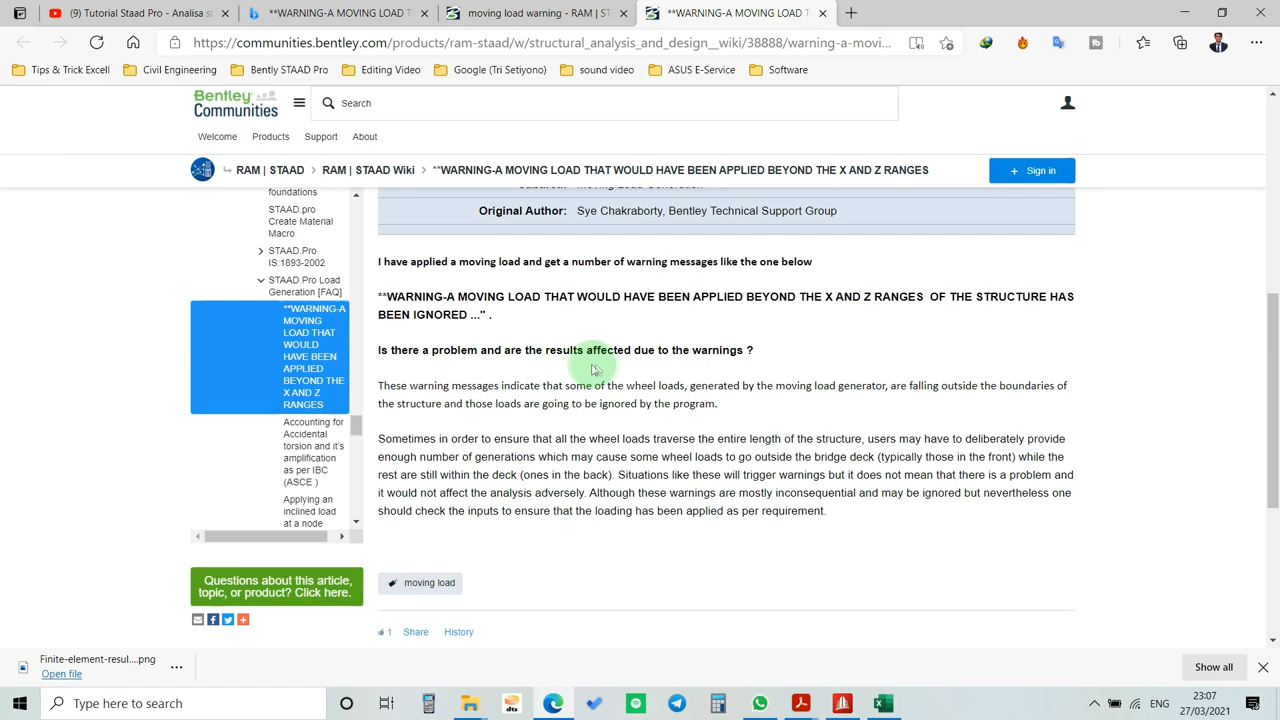 (9) Tutorial Staad Pro - Analisa st
**WARNING-A MOVING LOAD T
moving load - RAM | STAAD
**WARNING-A MOVING LOAD T
https://communities.bentley.com/products/ram-staad/w/structural_analysis_and_design__wiki/38888/warning-a-movi...
Tips & Trick Excell
Civil Engineering
Bently STAAD Pro
Editing Video
Google (Tri Setiyono)
sound video
ASUS E-Service
Software
Bentley
Communities
Search
Welcome
Products
Support
About
RAM | STAAD
RAM | STAAD Wiki
**WARNING-A MOVING LOAD THAT WOULD HAVE BEEN APPLIED BEYOND THE X AND Z RANGES
+ Sign in
foundations
STAAD.pro
Create Material
Macro
STAAD.Pro
IS:1893-2002
STAAD.Pro Load
Generation [FAQ]
**WARNING-A
MOVING
LOAD THAT
WOULD
HAVE BEEN
APPLIED
BEYOND THE
X AND Z
RANGES
Accounting for
Accidental
torsion and it's
amplification
as per IBC
(ASCE )
Applying an
inclined load
at a node
Questions about this article,
topic, or product? Click here.
Original Author: Sye Chakraborty, Bentley Technical Support Group
I have applied a moving load and get a number of warning messages like the one below
**WARNING-A MOVING LOAD THAT WOULD HAVE BEEN APPLIED BEYOND THE X AND Z RANGES OF THE STRUCTURE HAS
BEEN IGNORED ..." .
Is there a problem and are the results affected due to the warnings ?
These warning messages indicate that some of the wheel loads, generated by the moving load generator, are falling outside the boundaries of
the structure and those loads are going to be ignored by the program.
Sometimes in order to ensure that all the wheel loads traverse the entire length of the structure, users may have to deliberately provide
enough number of generations which may cause some wheel loads to go outside the bridge deck (typically those in the front) while the
rest are still within the deck (ones in the back). Situations like these will trigger warnings but it does not mean that there is a problem and
it would not affect the analysis adversely. Although these warnings are mostly inconsequential and may be ignored but nevertheless one
should check the inputs to ensure that the loading has been applied as per requirement.
moving load
1
Share
History
Finite-element-resul....png
Open file
Show all
Type here to search
dts
ENG
23:07
27/03/2021